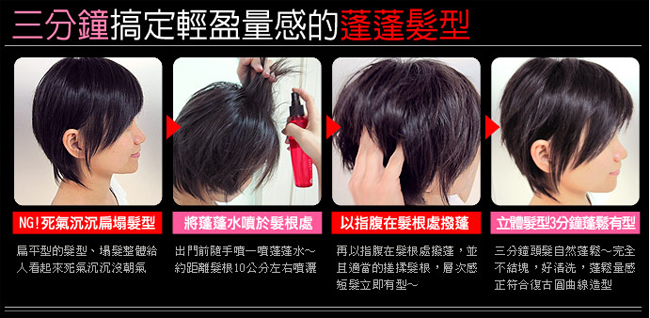 三分鐘搞定輕盈量感的蓬蓬髮型
NG!死氣沉沉扁塌髮型
扁平型的髮型、塌髮整體給
人看起來死氣沉沉沒朝氣
將蓬蓬水噴於髮根處
出門前隨手噴一噴蓬蓬水～
約距離髮根10公分左右噴灑
以指腹在髮根處撥蓬
再以指腹在髮根處撥蓬，並
且適當的搓揉髮根，層次感
短髮立即有型～
立體髮型3分鐘蓬鬆有型
三分鐘頭髮自然蓬鬆～完全
不結塊，好清洗，蓬鬆量感
正符合復古圓曲線造型